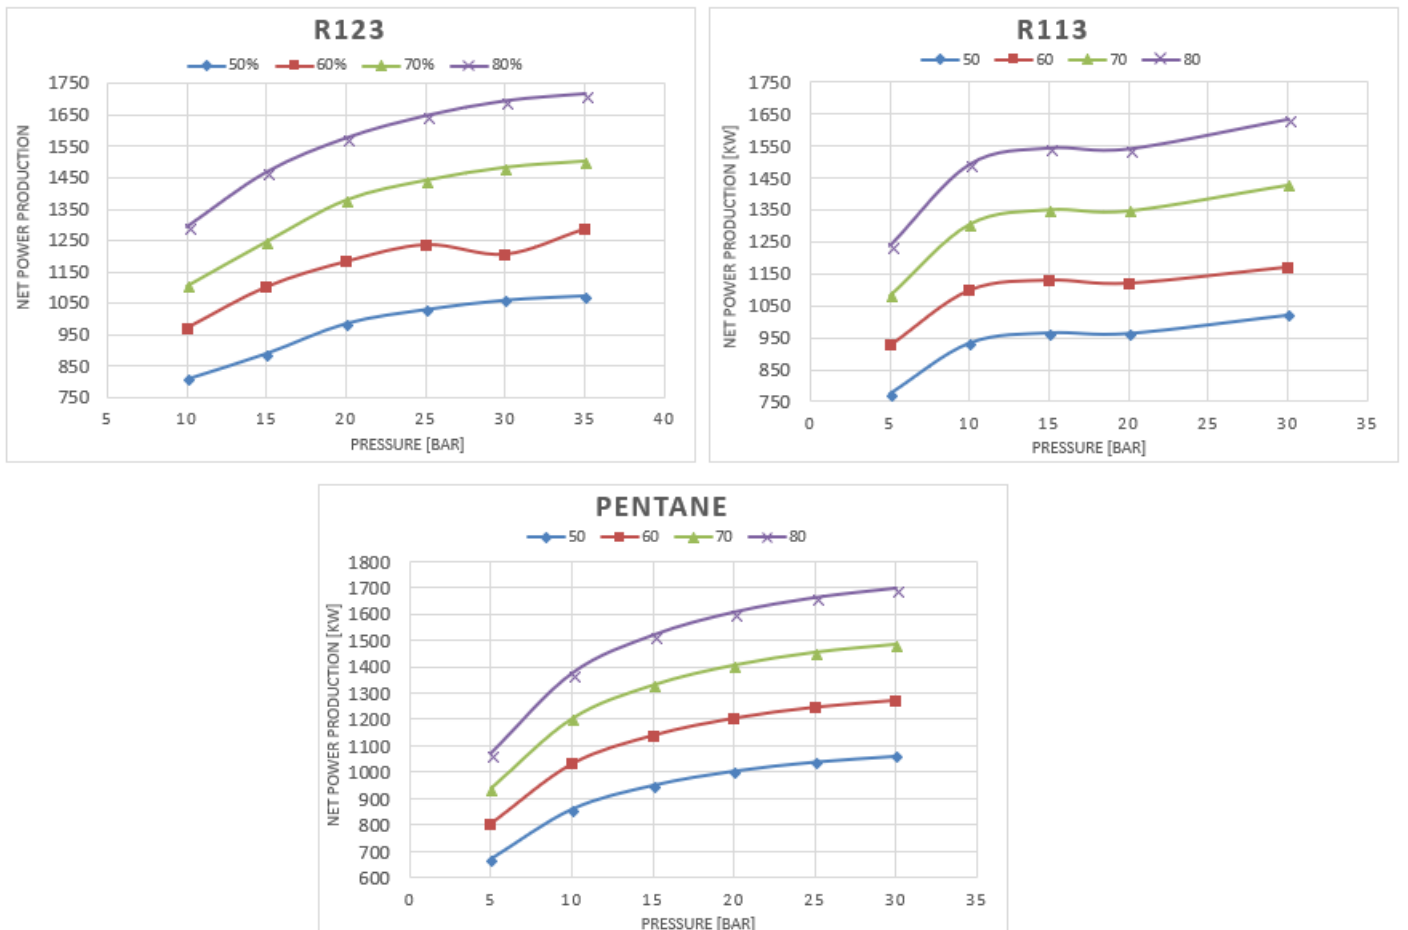 R123
50% 60% 70% 80%
NET POWER PRODUCTION
1750
1650
1550
1450
1350
1250
1150
1050
950
850
750
5 10 15 20 25 30 35 40
PRESSURE [BAR]
R113
50 60 70 80
NET POWER PRODUCTION [KW]
1750
1650
1550
1450
1350
1250
1150
1050
950
850
750
0 5 10 15 20 25 30 35
PRESSURE [BAR]
PENTANE
50 60 70 80
NET POWER PRODUCTION [KW]
1800
1700
1600
1500
1400
1300
1200
1100
1000
900
800
700
600
0 5 10 15 20 25 30 35
PRESSURE [BAR]